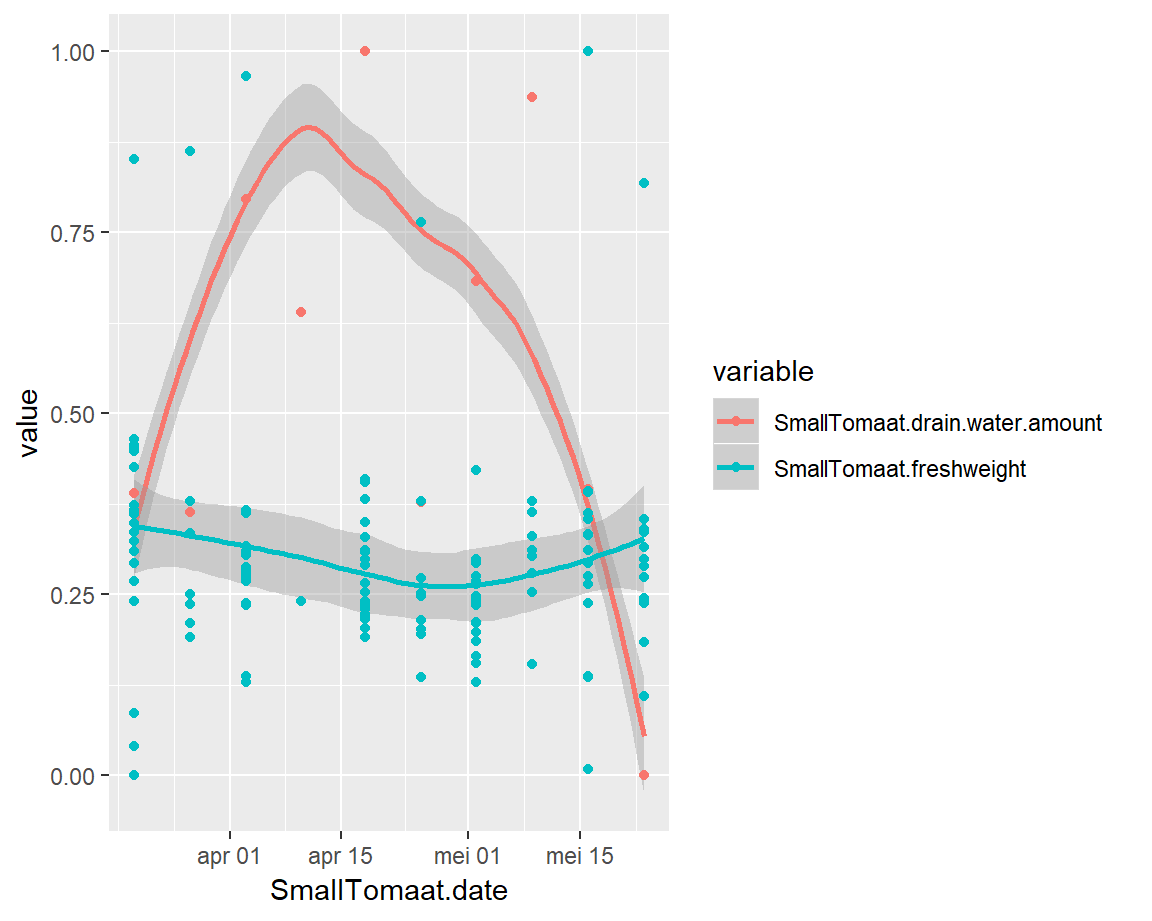 1.00
0.75
0.50
0.25
0.00
value
apr 01
apr 15
mei 01
mei 15
SmallTomaat.date
variable
SmallTomaat.drain.water.amount
SmallTomaat.freshweight